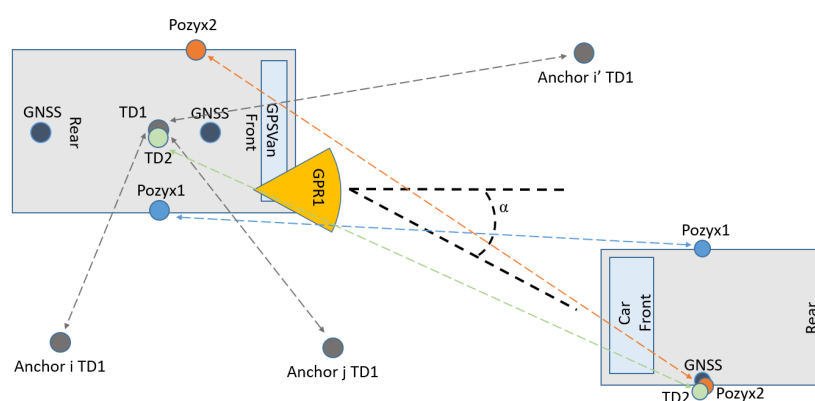 Pozyx2
Anchor i’ TD1
GNSS
Rear
TD1
GNSS
GPSVan
Front
TD2
GPR1
Pozyx1
α
Pozyx1
Car
Front
Rear
Anchor i TD1
Anchor j TD1
GNSS
Pozyx2
TD2